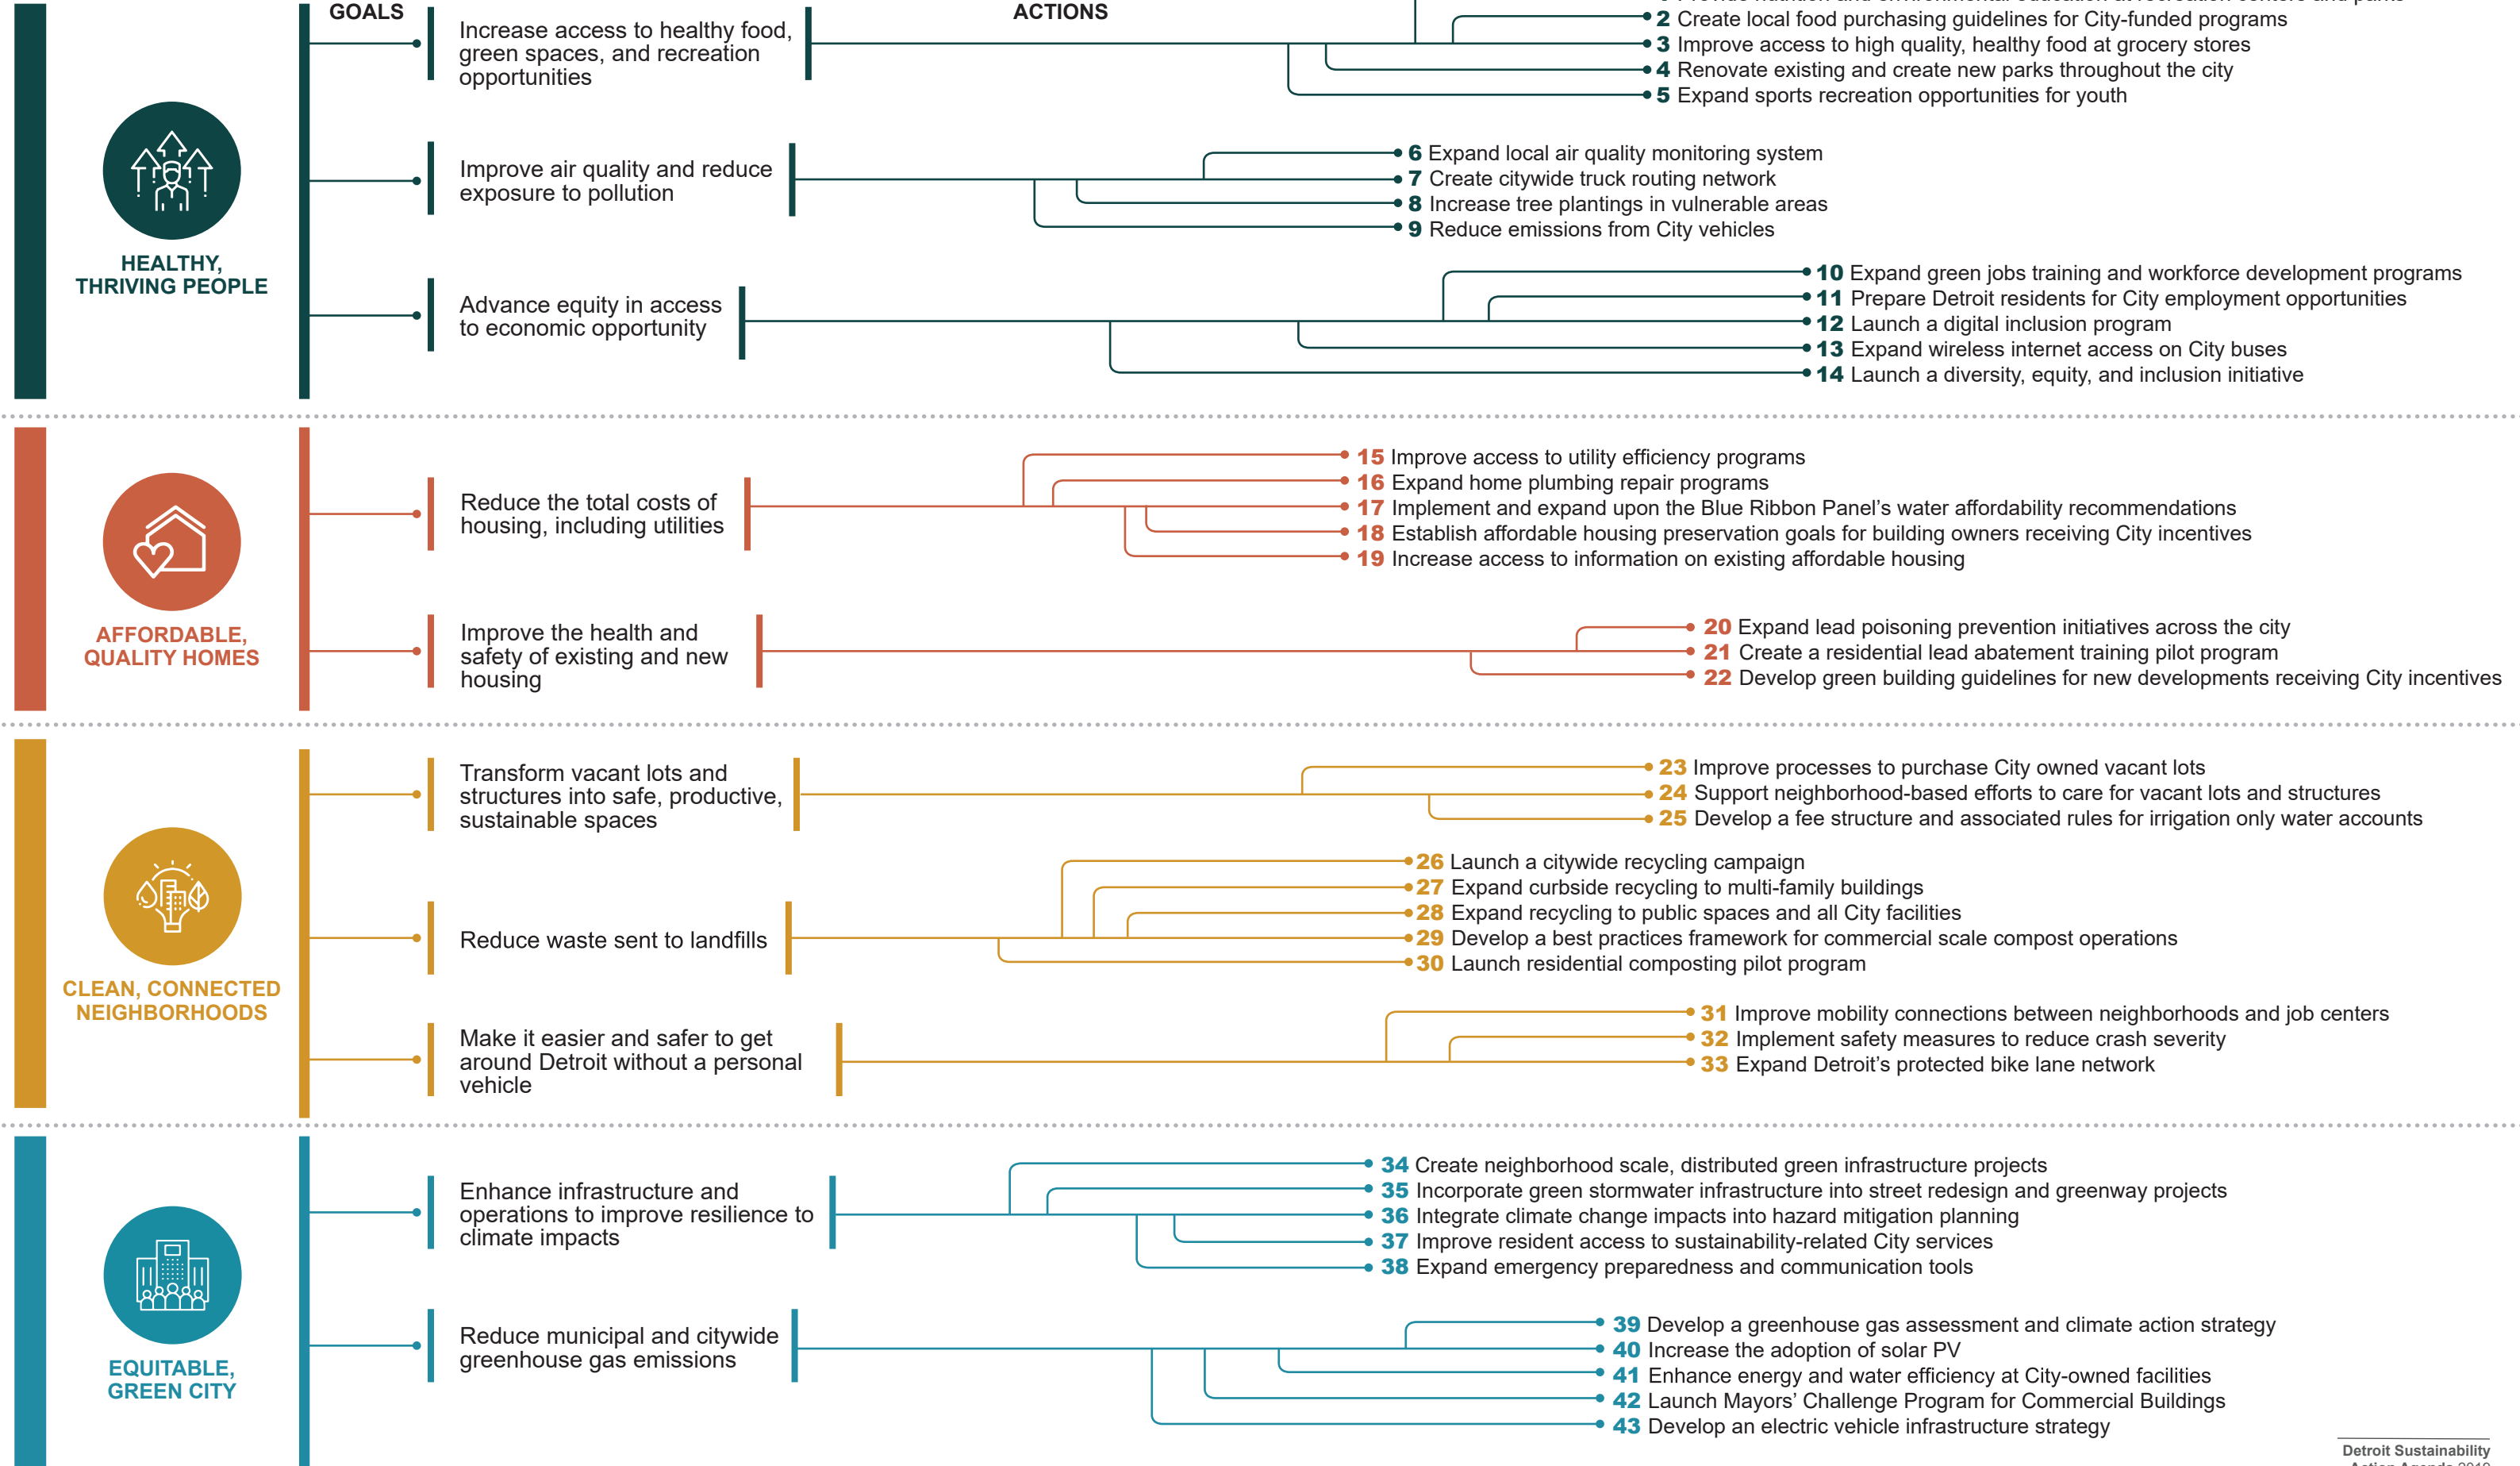 GOALS
ACTIONS
HEALTHY,
THRIVING PEOPLE
Increase access to healthy food,
green spaces, and recreation
opportunities
2 Create local food purchasing guidelines for City-funded programs
3 Improve access to high quality, healthy food at grocery stores
4 Renovate existing and create new parks throughout the city
5 Expand sports recreation opportunities for youth
Improve air quality and reduce
exposure to pollution
6 Expand local air quality monitoring system
7 Create citywide truck routing network
8 Increase tree plantings in vulnerable areas
9 Reduce emissions from City vehicles
Advance equity in access
to economic opportunity
10 Expand green jobs training and workforce development programs
11 Prepare Detroit residents for City employment opportunities
12 Launch a digital inclusion program
13 Expand wireless internet access on City buses
14 Launch a diversity, equity, and inclusion initiative
AFFORDABLE,
QUALITY HOMES
Reduce the total costs of
housing, including utilities
15 Improve access to utility efficiency programs
16 Expand home plumbing repair programs
17 Implement and expand upon the Blue Ribbon Panel's water affordability recommendations
18 Establish affordable housing preservation goals for building owners receiving City incentives
19 Increase access to information on existing affordable housing
Improve the health and
safety of existing and new
housing
20 Expand lead poisoning prevention initiatives across the city
21 Create a residential lead abatement training pilot program
22 Develop green building guidelines for new developments receiving City incentives
CLEAN, CONNECTED
NEIGHBORHOODS
Transform vacant lots and
structures into safe, productive,
sustainable spaces
23 Improve processes to purchase City owned vacant lots
24 Support neighborhood-based efforts to care for vacant lots and structures
25 Develop a fee structure and associated rules for irrigation only water accounts
Reduce waste sent to landfills
26 Launch a citywide recycling campaign
27 Expand curbside recycling to multi-family buildings
28 Expand recycling to public spaces and all City facilities
29 Develop a best practices framework for commercial scale compost operations
30 Launch residential composting pilot program
Make it easier and safer to get
around Detroit without a personal
vehicle
31 Improve mobility connections between neighborhoods and job centers
32 Implement safety measures to reduce crash severity
33 Expand Detroit's protected bike lane network
EQUITABLE,
GREEN CITY
Enhance infrastructure and
operations to improve resilience to
climate impacts
34 Create neighborhood scale, distributed green infrastructure projects
35 Incorporate green stormwater infrastructure into street redesign and greenway projects
36 Integrate climate change impacts into hazard mitigation planning
37 Improve resident access to sustainability-related City services
38 Expand emergency preparedness and communication tools
Reduce municipal and citywide
greenhouse gas emissions
39 Develop a greenhouse gas assessment and climate action strategy
40 Increase the adoption of solar PV
41 Enhance energy and water efficiency at City-owned facilities
42 Launch Mayors' Challenge Program for Commercial Buildings
43 Develop an electric vehicle infrastructure strategy
Detroit Sustainability